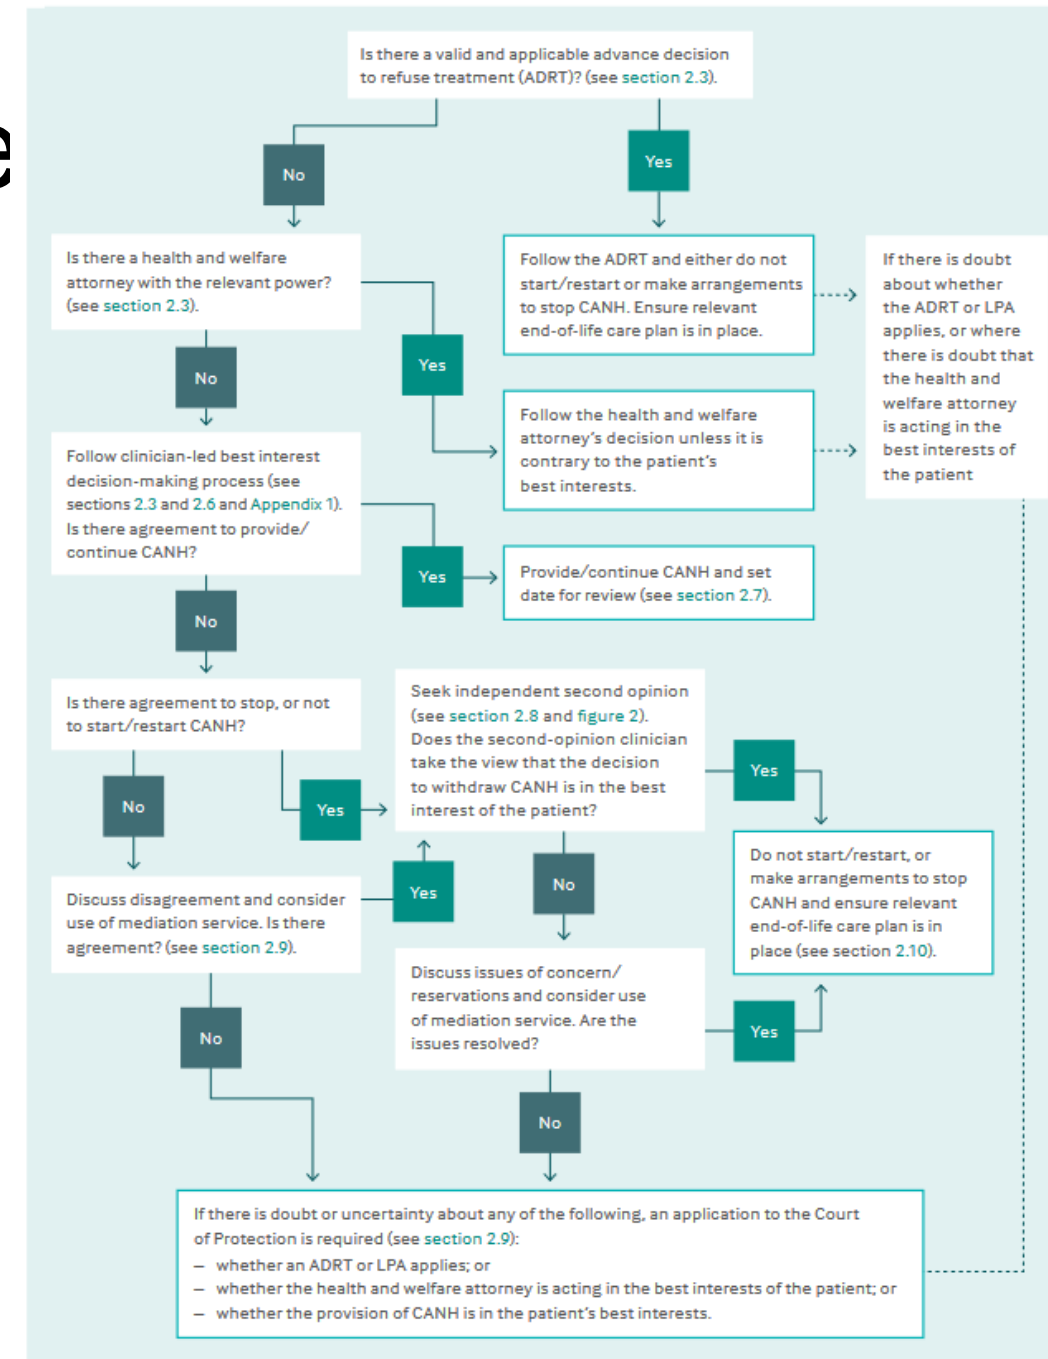 e
Is there a valid and applicable advance decision
to refuse treatment (ADRT)? (see section 2.3).
No
Yes
Is there a health and welfare
attorney with the relevant power?
(see section 2.3).
Yes
Follow the ADRT and either do not
start/restart or make arrangements
to stop CANH. Ensure relevant
end-of-life care plan is in place.
If there is doubt
about whether
the ADRT or LPA
applies, or where
there is doubt that
the health and
welfare attorney
is acting in the
best interests of
the patient
No
Follow the health and welfare
attorney's decision unless it is
contrary to the patient's
best interests.
Follow clinician-led best interest
decision-making process (see
sections 2.3 and 2.6 and Appendix 1).
Is there agreement to provide/
continue CANH?
Yes
Provide/continue CANH and set
date for review (see section 2.7).
No
Is there agreement to stop, or not
to start/restart CANH?
Yes
Seek independent second opinion
(see section 2.8 and figure 2).
Does the second-opinion clinician
take the view that the decision
to withdraw CANH is in the best
interest of the patient?
Yes
No
Discuss disagreement and consider
use of mediation service. Is there
agreement? (see section 2.9).
Yes
No
Do not start/restart, or
make arrangements to stop
CANH and ensure relevant
end-of-life care plan is in
place (see section 2.10).
Discuss issues of concern/
reservations and consider use
of mediation service. Are the
issues resolved?
Yes
No
No
If there is doubt or uncertainty about any of the following, an application to the Court
of Protection is required (see section 2.9):
– whether an ADRT or LPA applies; or
– whether the health and welfare attorney is acting in the best interests of the patient; or
– whether the provision of CANH is in the patient's best interests.